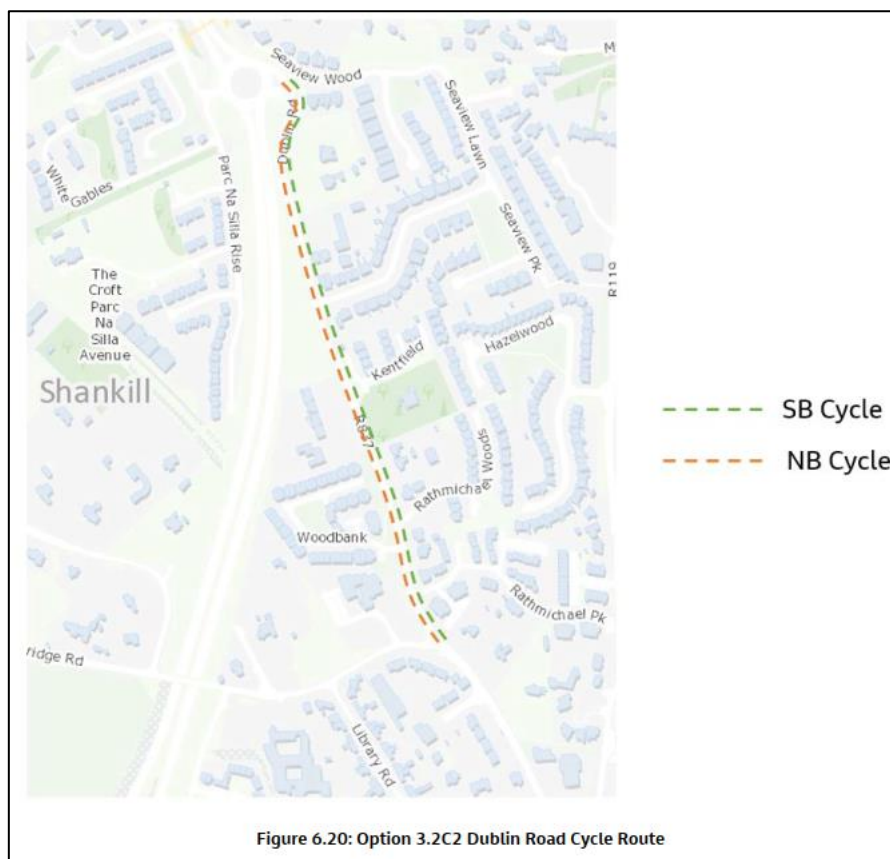 Seaview Wood
M
Dublin Rd
Seaview Lawn
White
Gables
Parc Na Silla Rise
Seaview Pk
R119
The
Croft
Parc
Na
Silla
Avenue
Hazelwood
Kentfield
Shankill
SB Cycle
R837
NB Cycle
sl Woods
Rathmichae
Woodbank
Rathmichael Pk
ridge Rd
Library Rd
Figure 6.20: Option 3.2C2 Dublin Road Cycle Route